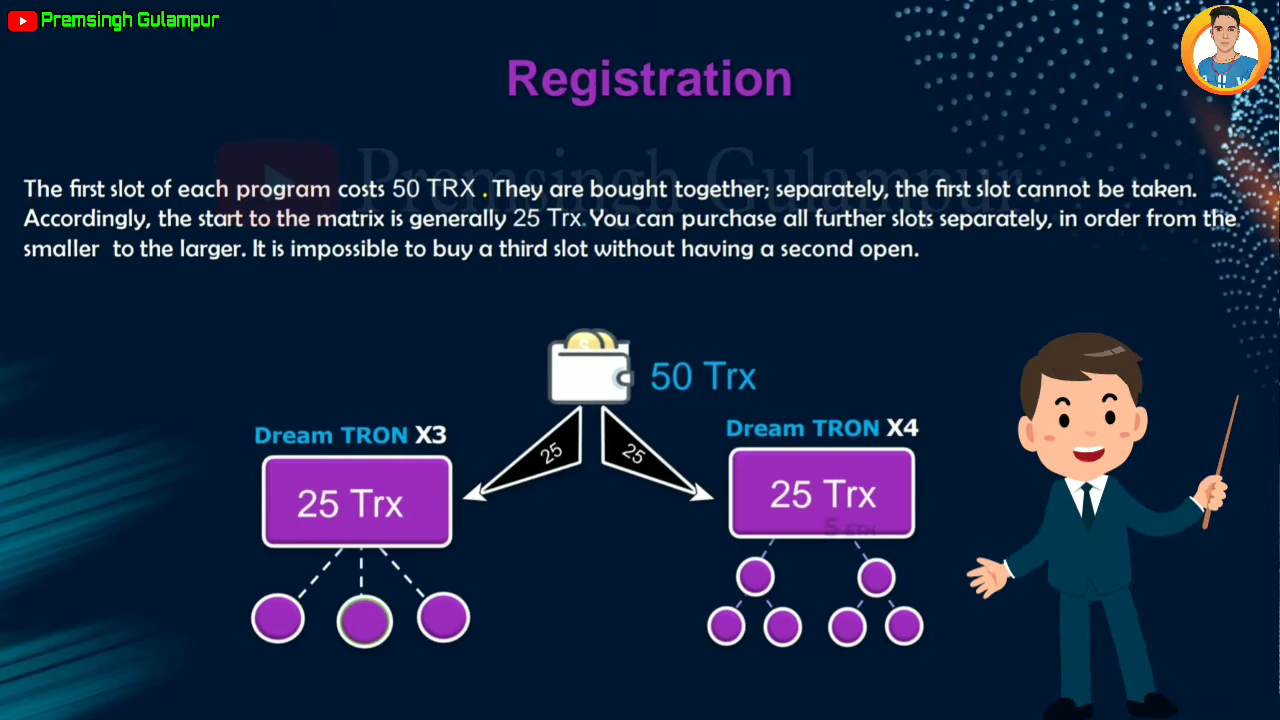 Premsingh Gulampur
Registration
Premsingh Gulampur
The first slot of each program costs 50 TRX . They are bought together; separately, the first slot cannot be taken.
Accordingly, the start to the matrix is generally 25 Trx. You can purchase all further slots separately, in order from the
smaller to the larger. It is impossible to buy a third slot without having a second open.
50 Trx
25
25
Dream TRON X3
25 Trx
Dream TRON X4
25 Trx
5 ETH